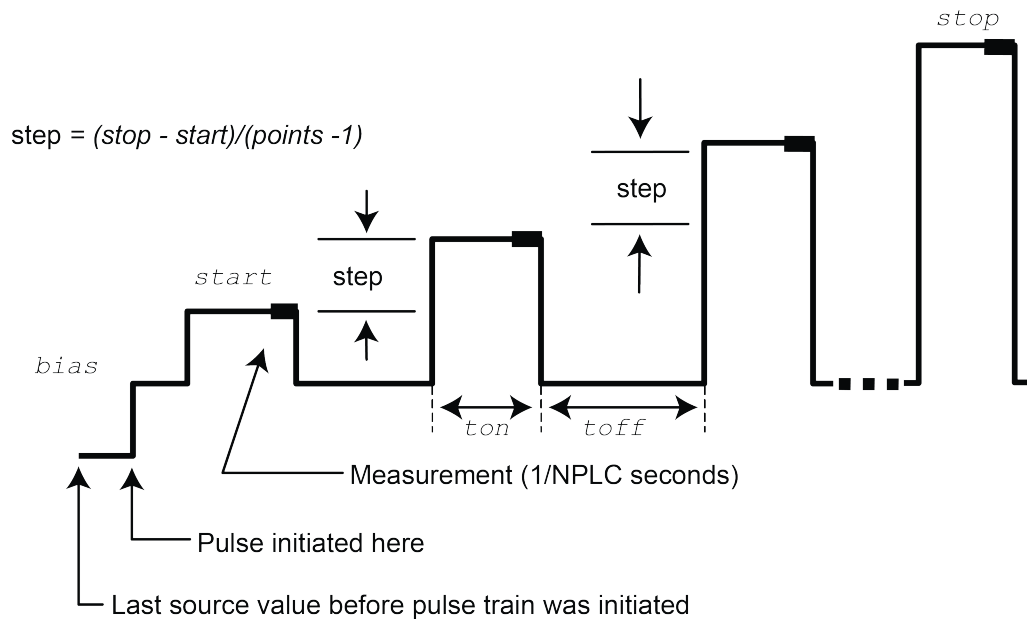 stop
step = (stop - start)/(points -1)
step
step
start
bias
ton
toff
Measurement (1/NPLC seconds)
Pulse initiated here
Last source value before pulse train was initiated